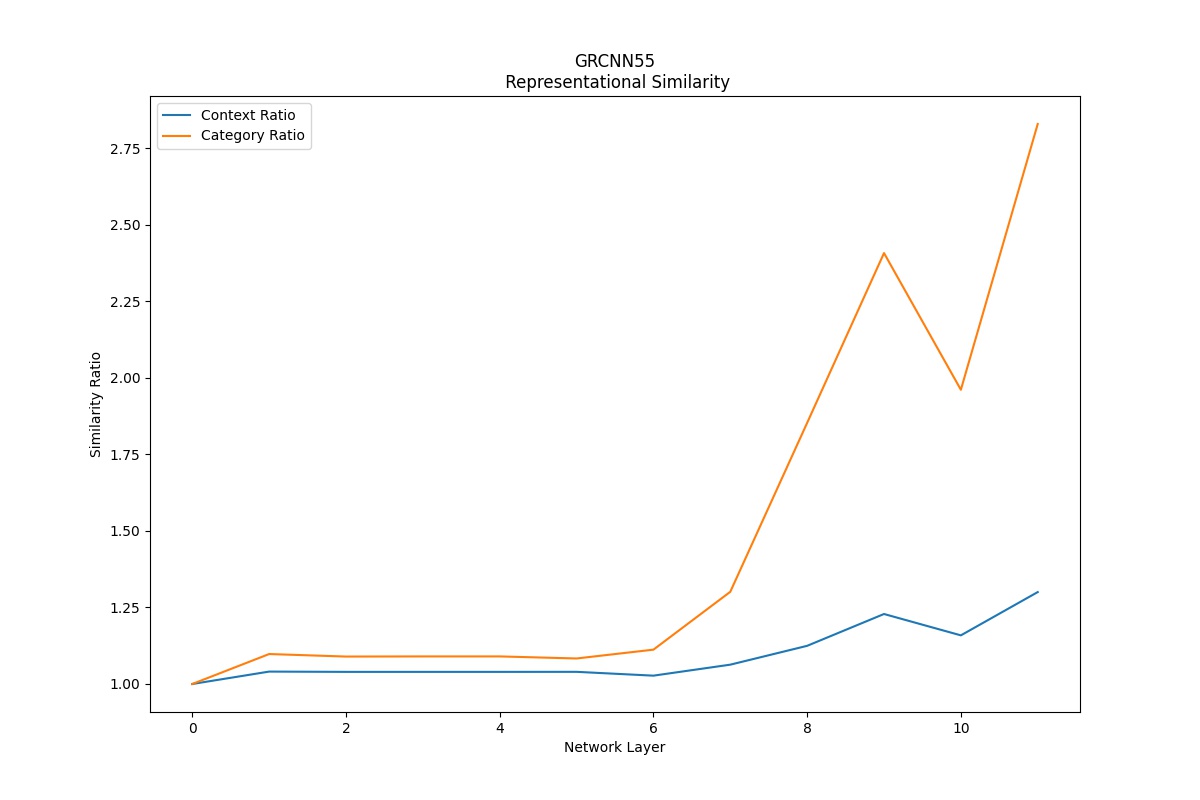 GRCNN55
Representational Similarity
Context Ratio
Category Ratio
2.75
2.50
2.25
2.00
1.75
1.50
1.25
1.00
Similarity Ratio
0 2 4 6 8 10
Network Layer